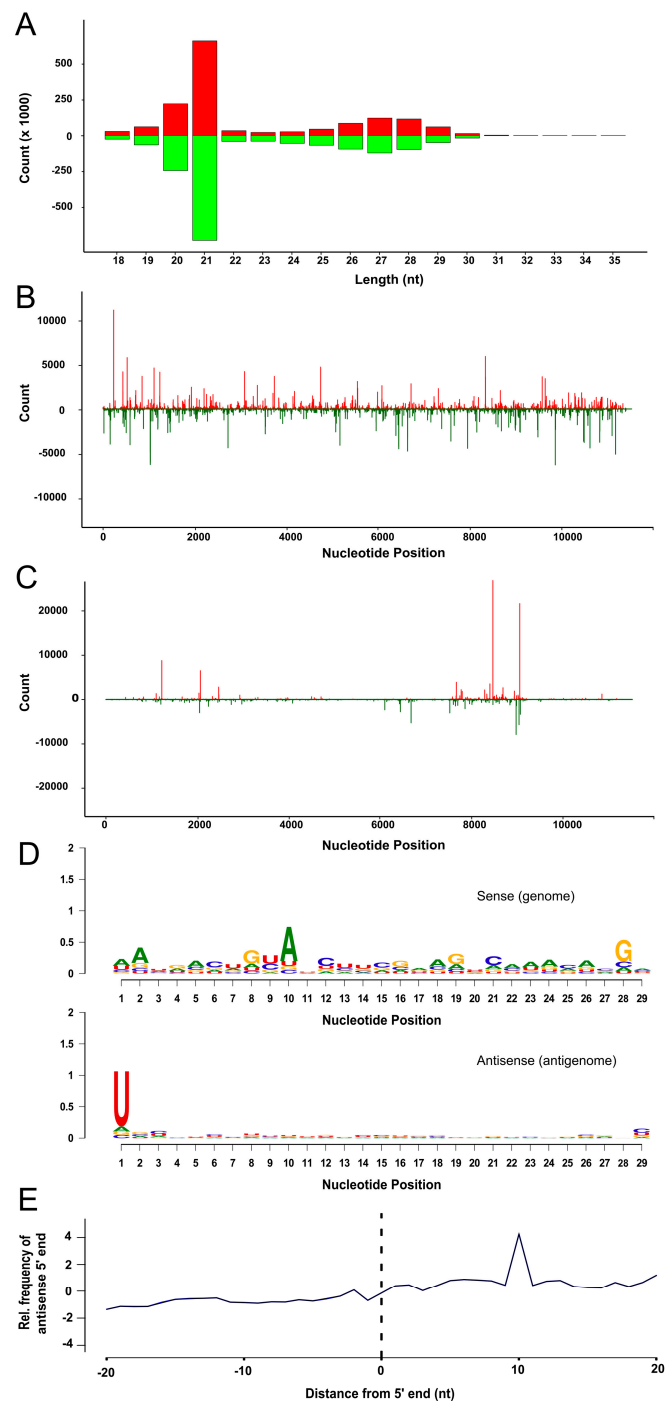 A
500
250
0
-250
-500
Count (x 1000)
18 19 20 21 22 23 24 25 26 27 28 29 30 31 32 33 34 35
Length (nt)
B
10000
5000
0
-5000
-10000
Count
0 2000 4000 6000 8000 10000
Nucleotide Position
C
20000
10000
0
-10000
-20000
Count
0 2000 4000 6000 8000 10000
Nucleotide Position
D
2
1.5
1
0.5
0
Sense (genome)
1 2 3 4 5 6 7 8 9 10 11 12 13 14 15 16 17 18 19 20 21 22 23 24 25 26 27 28 29
Nucleotide Position
2
1.5
1
0.5
0
Antisense (antigenome)
U
1 2 3 4 5 6 7 8 9 10 11 12 13 14 15 16 17 18 19 20 21 22 23 24 25 26 27 28 29
Nucleotide Position
E
4
2
0
-2
-4
Rel. frequency of
antisense 5' end
-20 -10 0 10 20
Distance from 5' end (nt)